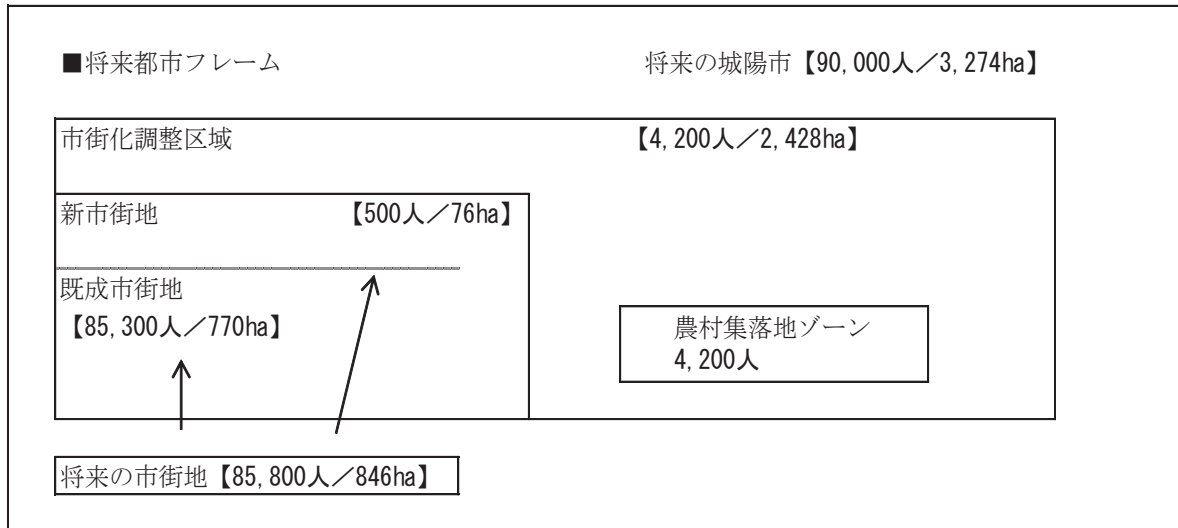 ■将来都市フレーム
将来の城陽市【90,000人／3,274ha】
市街化調整区域
【4,200人／2,428ha】
新市街地
【500人／76ha】
既成市街地
【85,300人／770ha】
農村集落地ゾーン
4,200人
将来の市街地【85,800人／846ha】